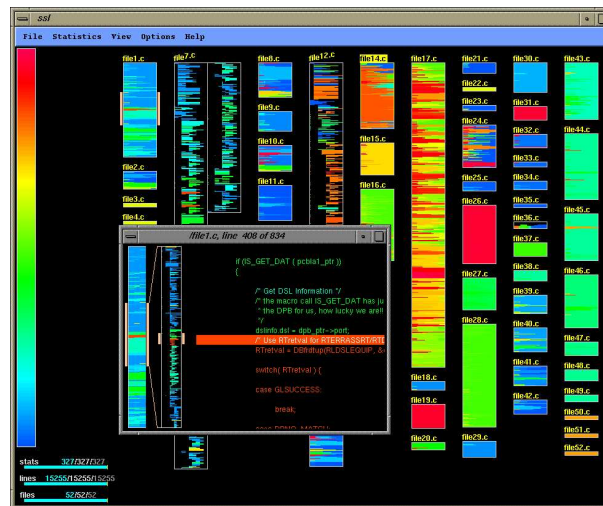 ssl
File Statistics View Options Help
file1.c
file2.c
file3.c
file4.c
file7.c
file8.c
file9.c
file10.c
file11.c
file12.c
file14.c
file15.c
file16.c
file17.c
file18.c
file19.c
file20.c
file21.c
file22.c
file23.c
file24.c
file25.c
file26.c
file27.c
file28.c
file29.c
file30.c
file31.c
file32.c
file33.c
file34.c
file35.c
file36.c
file37.c
file38.c
file39.c
file40.c
file41.c
file42.c
file43.c
file44.c
file45.c
file46.c
file47.c
file48.c
file49.c
file50.c
file51.c
file52.c
/file1.c, line 408 of 834
if (IS_GET_DAT ( pcbla1_ptr ))
{
/* Get DSL Information */
/* the macro call IS_GET_DAT has ju
* the DPB for us, how lucky we are!!
*/
dslinfo.dsl = dpb_ptr->port;
/* Use RTretval for RTERRASSRT/RTD
RTretval = DBfrdtup(RLDSLEQUIP, &
switch( RTretval ) {
case GLSUCCESS:
break;
stats 327/327/327
lines 15255/15255/15255
files 52/52/52